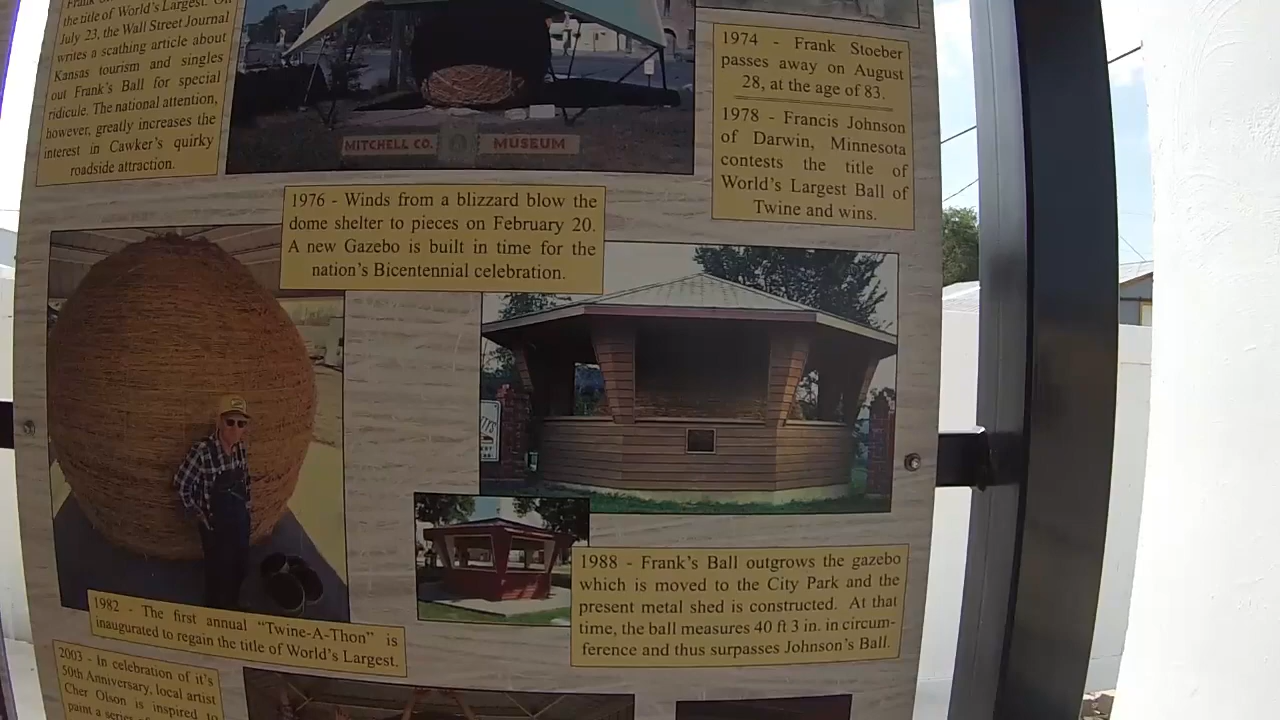 Frank
the title of World's Largest. On
July 23, the Wall Street Journal
writes a scathing article about
Kansas tourism and singles
out Frank's Ball for special
ridicule. The national attention,
however, greatly increases the
interest in Cawker's quirky
roadside attraction.
MITCHELL CO. MUSEUM
1974 - Frank Stoeber
passes away on August
28, at the age of 83.
1978 - Francis Johnson
of Darwin, Minnesota
contests the title of
World's Largest Ball of
Twine and wins.
1976 - Winds from a blizzard blow the
dome shelter to pieces on February 20.
A new Gazebo is built in time for the
nation's Bicentennial celebration.
1982 - The first annual "Twine-A-Thon" is
inaugurated to regain the title of World's Largest.
1988 - Frank's Ball outgrows the gazebo
which is moved to the City Park and the
present metal shed is constructed. At that
time, the ball measures 40 ft 3 in. in circum-
ference and thus surpasses Johnson's Ball.
2003 - In celebration of it's
50th Anniversary, local artist
Cher Olson is inspired to
paint a